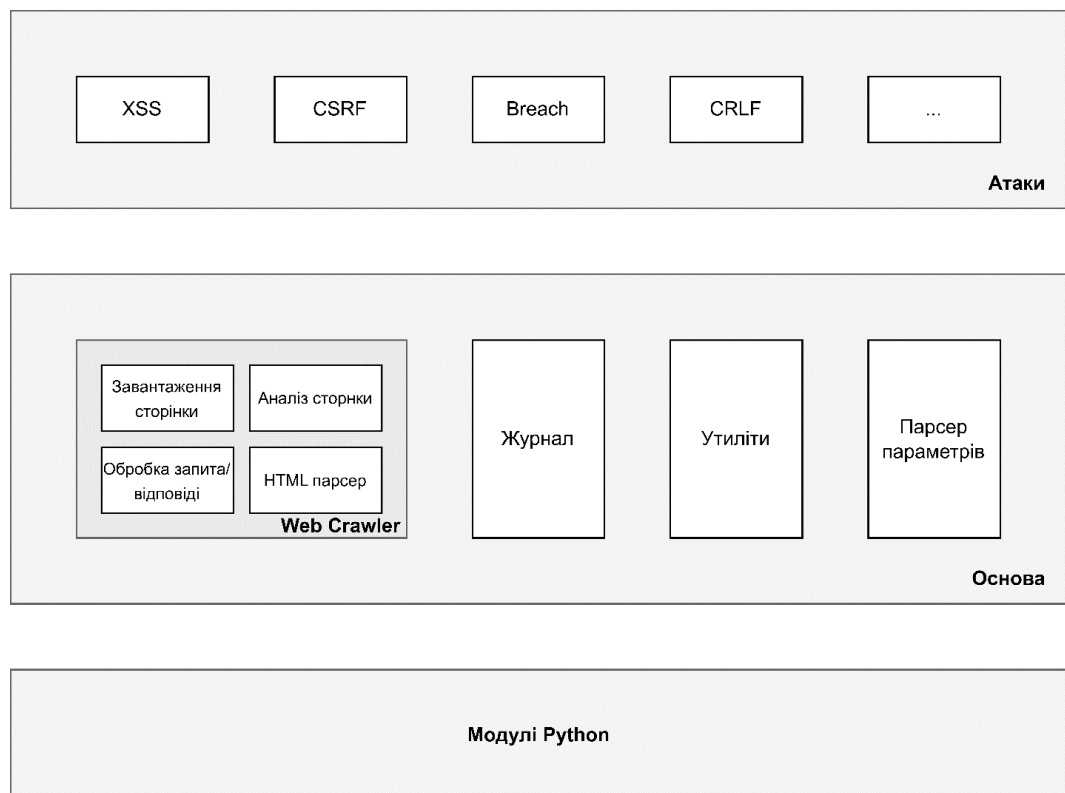 XSS
CSRF
Breach
CRLF
...
Атаки
Завантаження
сторінки
Аналіз сторнки
Обробка запита/
відповіді
HTML парсер
Web Crawler
Журнал
Утиліти
Парсер
параметрів
Основа
Модулі Python